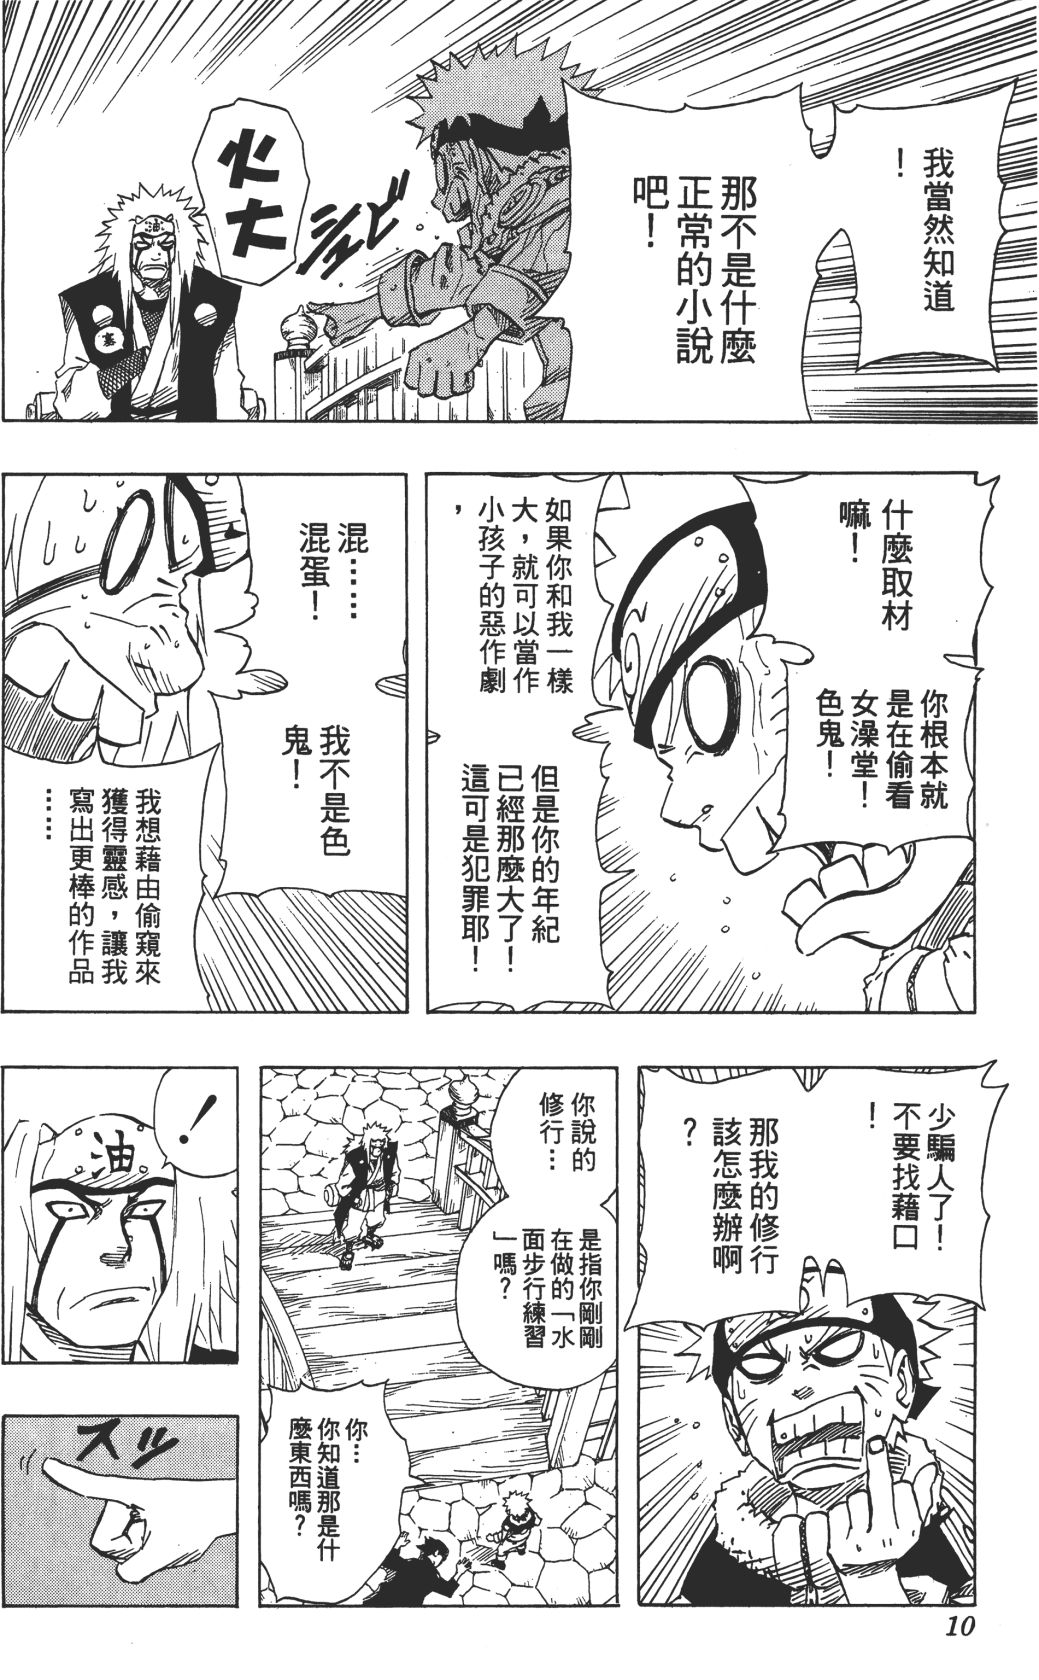 我當然知道
！
那不是什麼
正常的小說
吧！
火大
シュビッ
油
什麼取材
嘛！
你根本就
是在偷看
女澡堂！
色鬼！
如果你和我一樣
大，就可以當作
小孩子的惡作劇
，
但是你的年紀
已經那麼大了！
這可是犯罪耶！
混……
混蛋！
我不是色
鬼！
我想藉由偷窺來
獲得靈感，讓我
寫出更棒的作品
……
少騙人了！
不要找藉口
！
那我的修行
該怎麼辦啊
？
你說的
修行…
是指你剛剛
在做的「水
面步行練習
」嗎？
你…
你知道那是什
麼東西嗎？
！
油
スッ
10